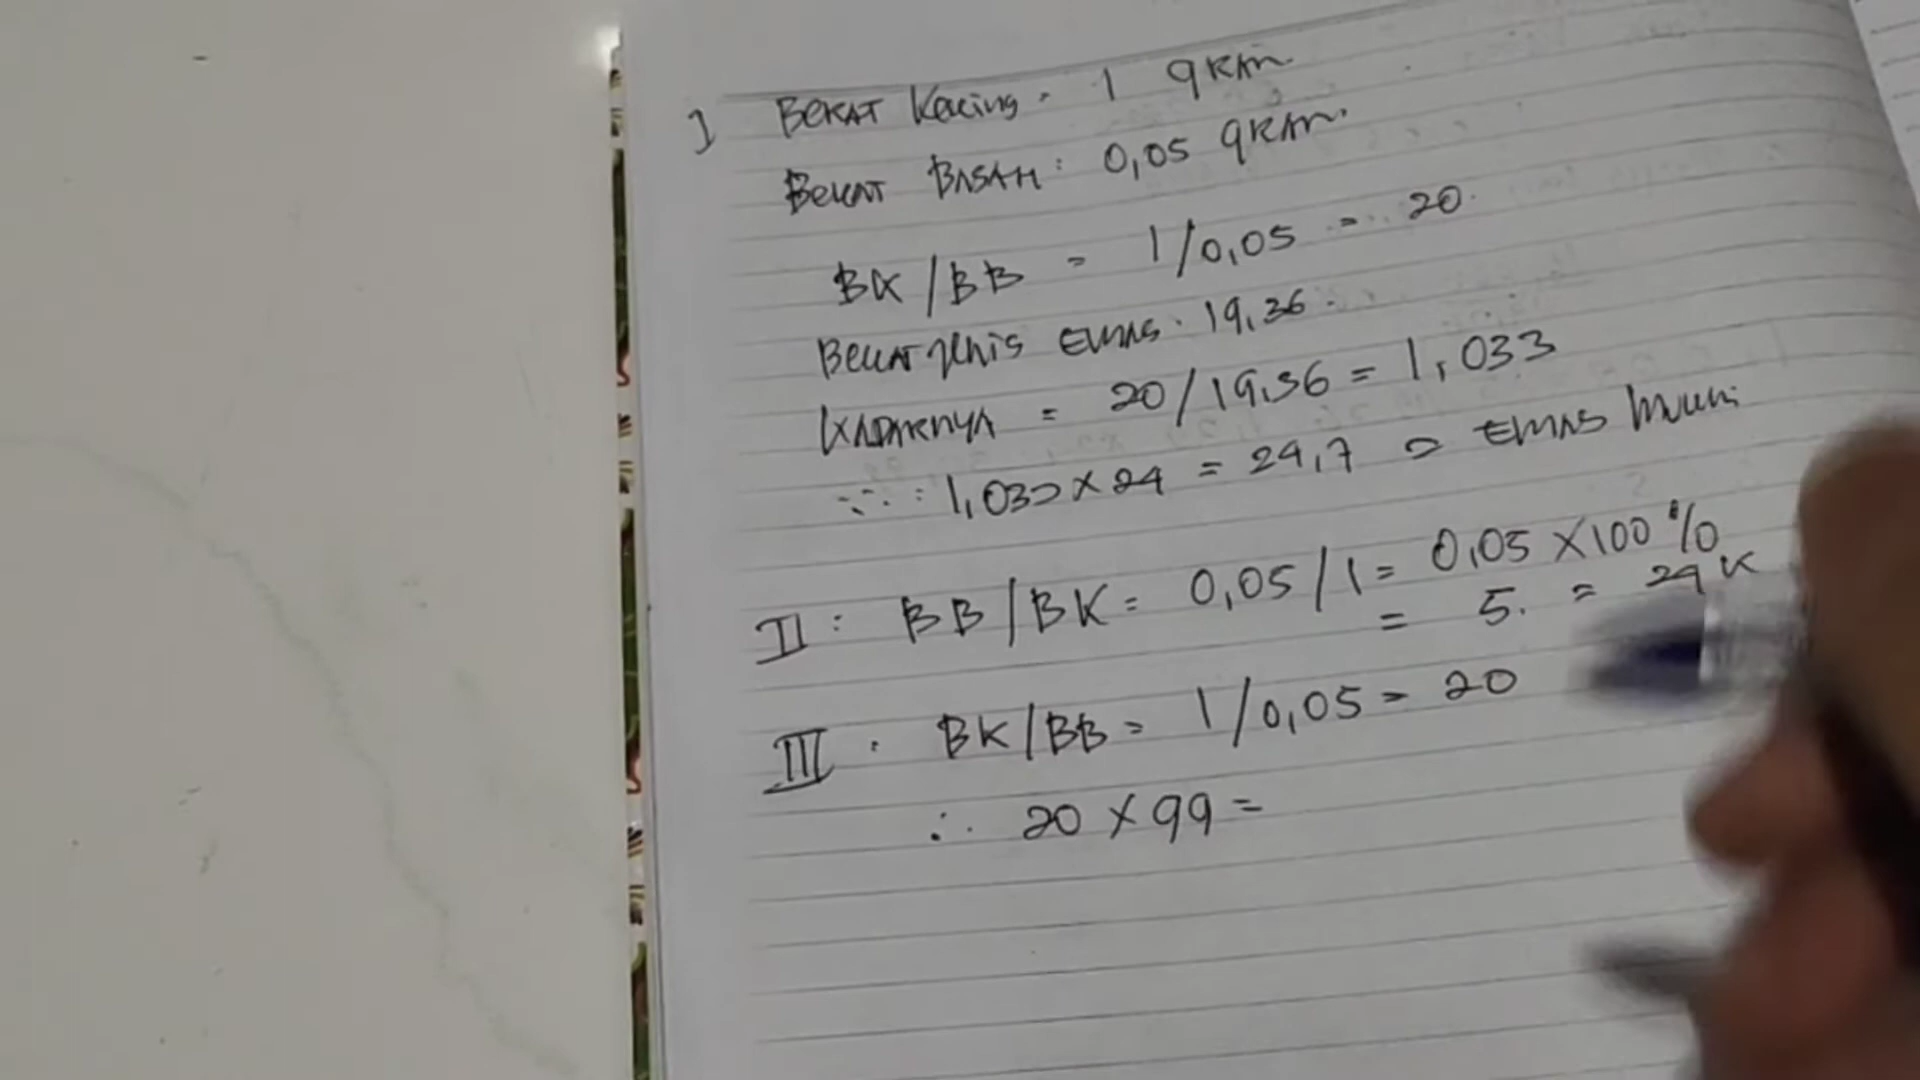 I BERAT Kering. 1 gram
BERAT BASAH: 0,05 gram.
BK/BB = 1/0,05 = 20.
BERAT Jenis EMAS. 19,36.
KADARNYA = 20/19,36 = 1,033
∴ : 1,033 x 24 = 24,7 = EMAS Murni
II : BB/BK = 0,05/1 = 0,05 x 100%
= 5. = 24 K
III : BK/BB = 1/0,05 = 20
∴ 20 x 99 =